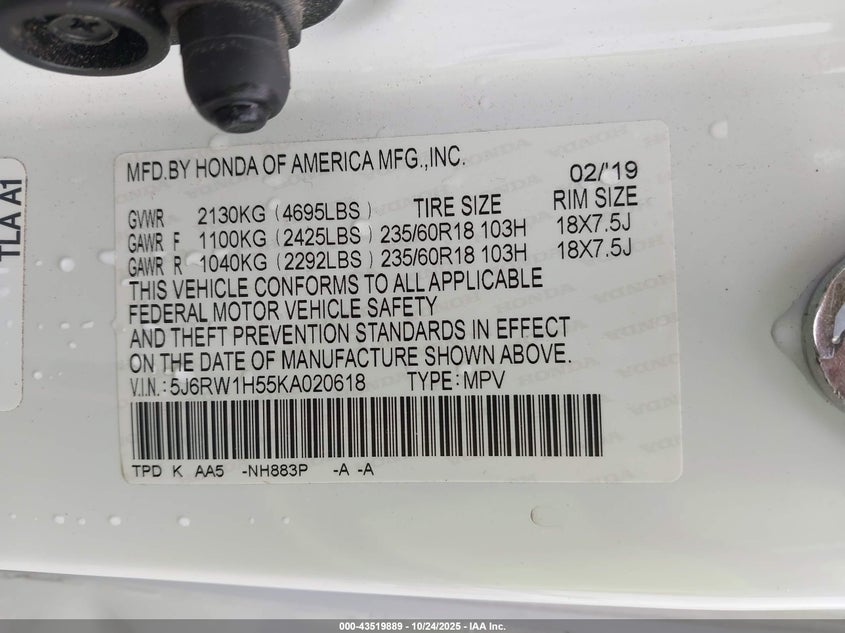 TLA A1
MFD.BY HONDA OF AMERICA MFG.,INC.
02/'19
GVWR 2130KG (4695LBS) TIRE SIZE RIM SIZE
GAWR F 1100KG (2425LBS) 235/60R18 103H 18X7.5J
GAWR R 1040KG (2292LBS) 235/60R18 103H 18X7.5J
THIS VEHICLE CONFORMS TO ALL APPLICABLE
FEDERAL MOTOR VEHICLE SAFETY
AND THEFT PREVENTION STANDARDS IN EFFECT
ON THE DATE OF MANUFACTURE SHOWN ABOVE.
V.I.N.: 5J6RW1H55KA020618 TYPE: MPV
TPD K AA5 -NH883P -A -A
000-43519889 | 10/24/2025 | IAA Inc.